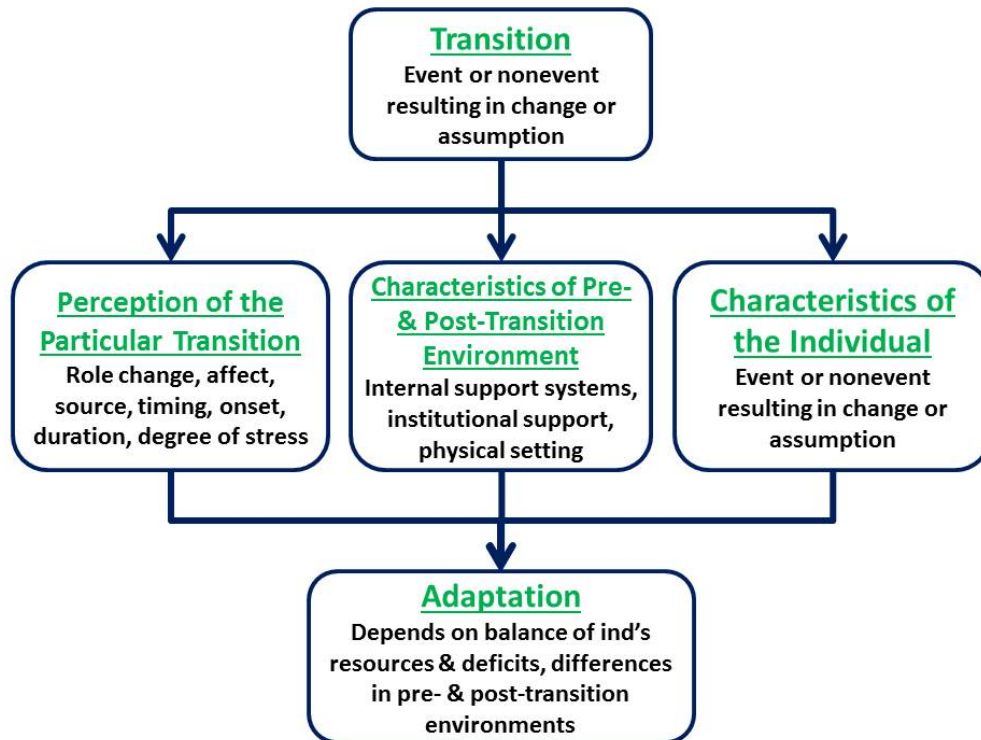 Transition
Event or nonevent
resulting in change or
assumption
Perception of the
Particular Transition
Role change, affect,
source, timing, onset,
duration, degree of stress
Characteristics of Pre-
& Post-Transition
Environment
Internal support systems,
institutional support,
physical setting
Characteristics of
the Individual
Event or nonevent
resulting in change or
assumption
Adaptation
Depends on balance of ind’s
resources & deficits, differences
in pre- & post-transition
environments